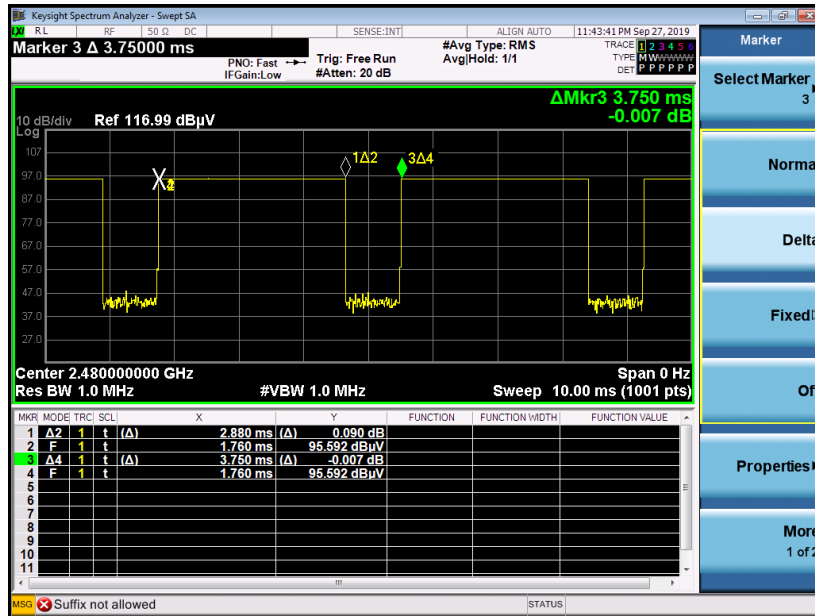 Keysight Spectrum Analyzer - Swept SA
RL RF 50 Ω DC SENSE:INT ALIGN AUTO 11:43:41 PM Sep 27, 2019
Marker 3 Δ 3.75000 ms
PNO: Fast
IFGain:Low
Trig: Free Run
#Atten: 20 dB
#Avg Type: RMS
Avg|Hold: 1/1
TRACE 1 2 3 4 5 6
TYPE M W W W W W
DET P P P P P P
ΔMkr3 3.750 ms
-0.007 dB
10 dB/div Ref 116.99 dBµV
Log
107
97.0
87.0
77.0
67.0
57.0
47.0
37.0
27.0
1Δ2
3Δ4
Center 2.480000000 GHz Span 0 Hz
Res BW 1.0 MHz #VBW 1.0 MHz Sweep 10.00 ms (1001 pts)
MKR MODE TRC SCL X Y FUNCTION FUNCTION WIDTH FUNCTION VALUE
1 Δ2 1 t (Δ) 2.880 ms (Δ) 0.090 dB
2 F 1 t 1.760 ms 95.592 dBµV
3 Δ4 1 t (Δ) 3.750 ms (Δ) -0.007 dB
4 F 1 t 1.760 ms 95.592 dBµV
5
6
7
8
9
10
11
MSG Suffix not allowed STATUS
Marker
Select Marker
3
Norma
Delta
Fixed
Of
Properties
More
1 of 2